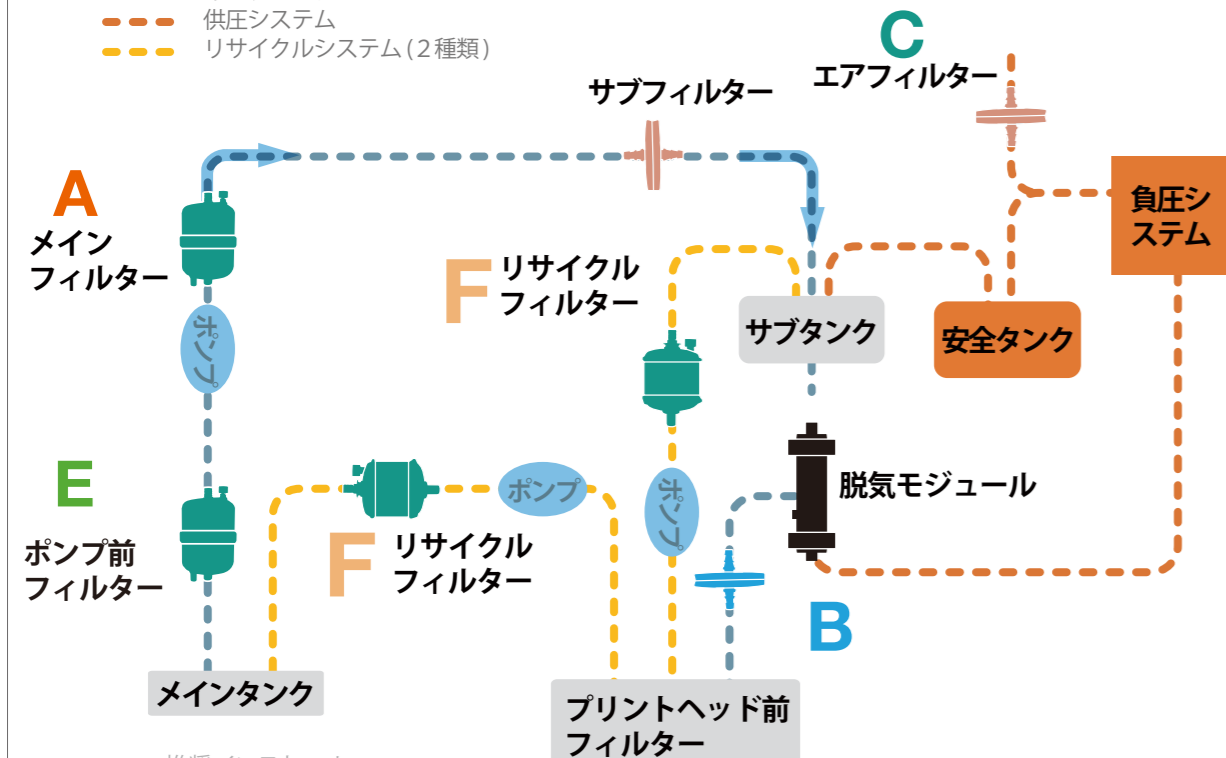 供圧システム
リサイクルシステム(２種類)
C
エアフィルター
サブフィルター
A
メイン
フィルター
負圧シ
ステム
F
リサイクル
フィルター
サブタンク
安全タンク
ポンプ
E
ポンプ前
フィルター
ポンプ
ポンプ
脱気モジュール
F
リサイクル
フィルター
B
メインタンク
プリントヘッド前
フィルター